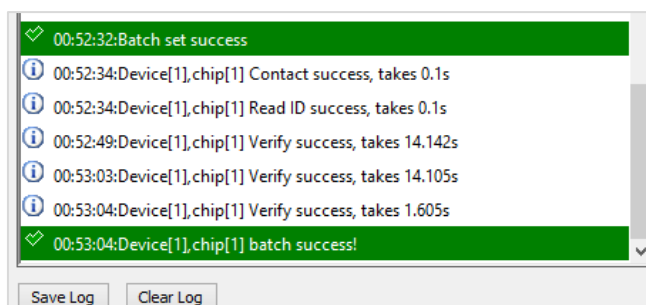 00:52:32:Batch set success
00:52:34:Device[1],chip[1] Contact success, takes 0.1s
00:52:34:Device[1],chip[1] Read ID success, takes 0.1s
00:52:49:Device[1],chip[1] Verify success, takes 14.142s
00:53:03:Device[1],chip[1] Verify success, takes 14.105s
00:53:04:Device[1],chip[1] Verify success, takes 1.605s
00:53:04:Device[1],chip[1] batch success!
Save Log Clear Log